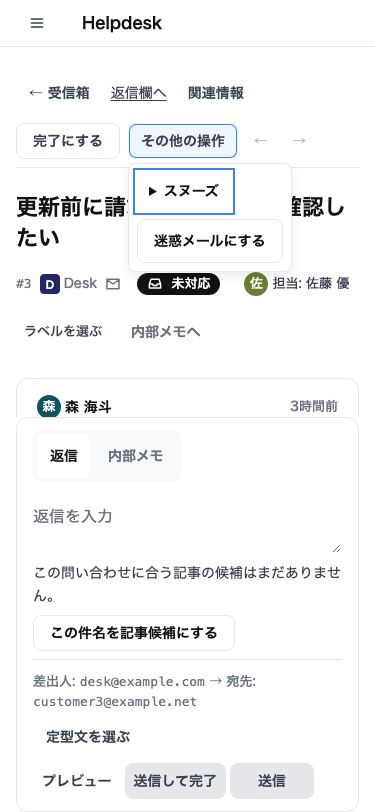 Helpdesk
← 受信箱 返信欄へ 関連情報
完了にする その他の操作 ← →
▶ スヌーズ
迷惑メールにする
更新前に請 確認し
たい
#3 D Desk 未対応 佐 担当: 佐藤 優
ラベルを選ぶ 内部メモへ
森 森 海斗 3時間前
返信 内部メモ
返信を入力
この問い合わせに合う記事の候補はまだありませ
ん。
この件名を記事候補にする
差出人: desk@example.com → 宛先:
customer3@example.net
定型文を選ぶ
プレビュー 送信して完了 送信